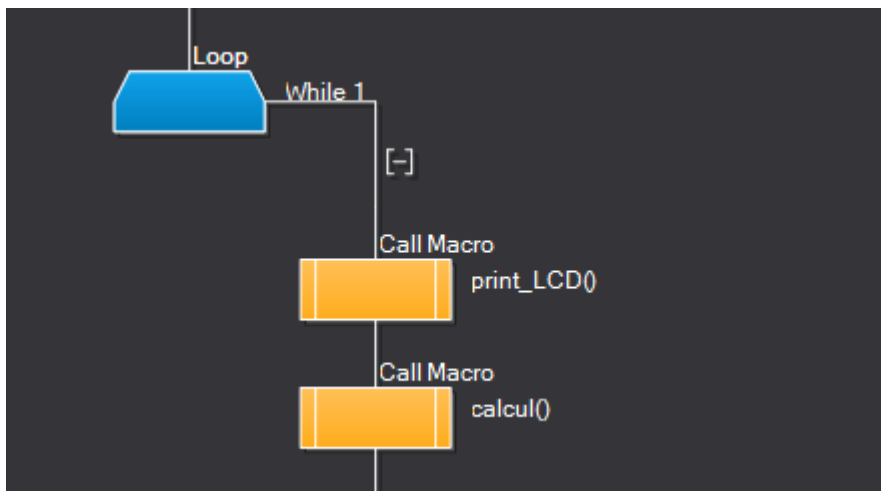 Loop
While 1
[-]
Call Macro
print_LCD()
Call Macro
calcul()